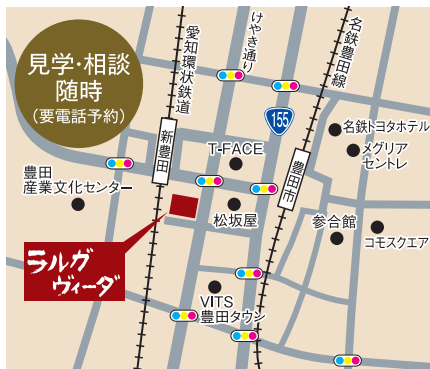 見学・相談
随時
(要電話予約)
愛知環状鉄道
けやき通り
名鉄豊田線
155
新豊田
T-FACE
名鉄トヨタホテル
メグリア
セントレ
豊田
産業文化センター
豊田市
松坂屋
参合館
コモスクエア
ラルガ
ヴィーダ
VITS
豊田タウン